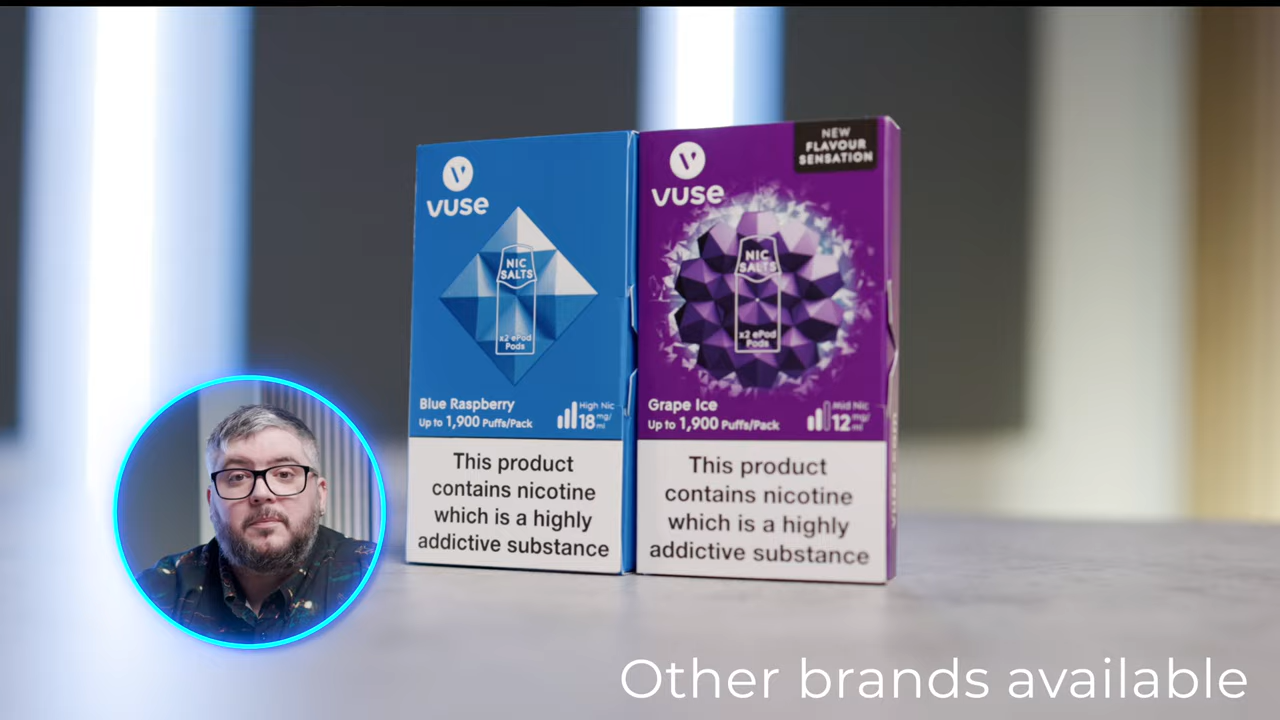 VUSE
NIC
SALTS
x2 ePod
Pods
Blue Raspberry
Up to 1,900 Puffs/Pack
High Nic
18 mg/
ml
This product
contains nicotine
which is a highly
addictive substance
NEW
FLAVOUR
SENSATION
VUSE
NIC
SALTS
x2 ePod
Pods
Grape Ice
Up to 1,900 Puffs/Pack
Mid Nic
12 mg/
ml
This product
contains nicotine
which is a highly
addictive substance
Other brands available